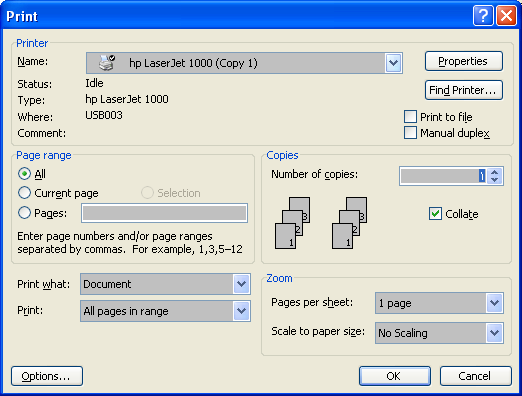 Print
Printer
Name: hp LaserJet 1000 (Copy 1) Properties
Status: Idle
Type: hp LaserJet 1000 Find Printer...
Where: USB003 Print to file
Comment: Manual duplex
Page range
All
Current page Selection
Pages:
Enter page numbers and/or page ranges
separated by commas. For example, 1,3,5–12
Copies
Number of copies: 1
3 3
2 2
1 1
Collate
Print what: Document
Print: All pages in range
Zoom
Pages per sheet: 1 page
Scale to paper size: No Scaling
Options... OK Cancel